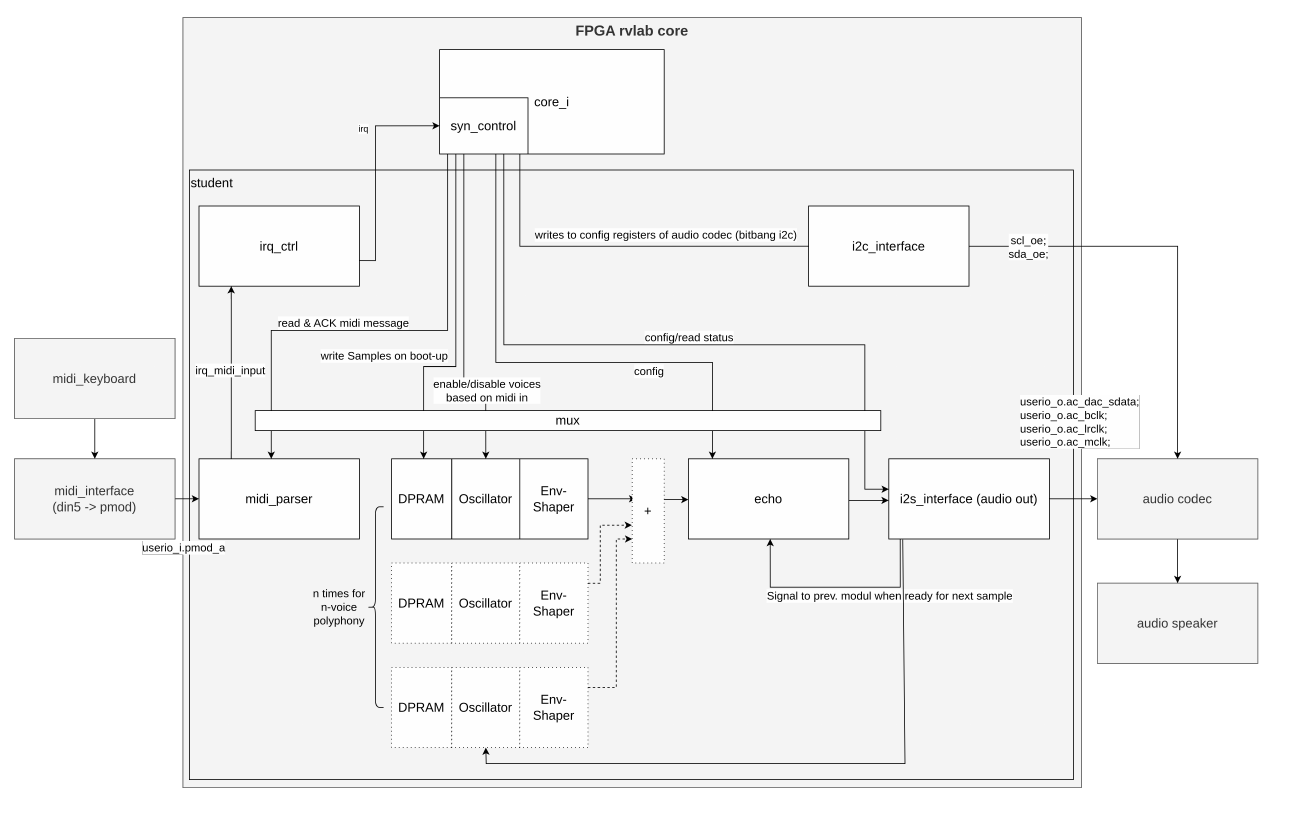 FPGA rvlab core
core_i
syn_control
irq
student
irq_ctrl
writes to config registers of audio codec (bitbang i2c)
i2c_interface
scl_oe;
sda_oe;
read & ACK midi message
config/read status
write Samples on boot-up
irq_midi_input
config
midi_keyboard
enable/disable voices
based on midi in
userio_o.ac_dac_sdata;
userio_o.ac_bclk;
userio_o.ac_lrclk;
userio_o.ac_mclk;
mux
midi_interface
(din5 -> pmod)
midi_parser
DPRAM
Oscillator
Env-
Shaper
+
echo
i2s_interface (audio out)
audio codec
userio_i.pmod_a
n times for
n-voice
polyphony
DPRAM
Oscillator
Env-
Shaper
Signal to prev. modul when ready for next sample
audio speaker
DPRAM
Oscillator
Env-
Shaper